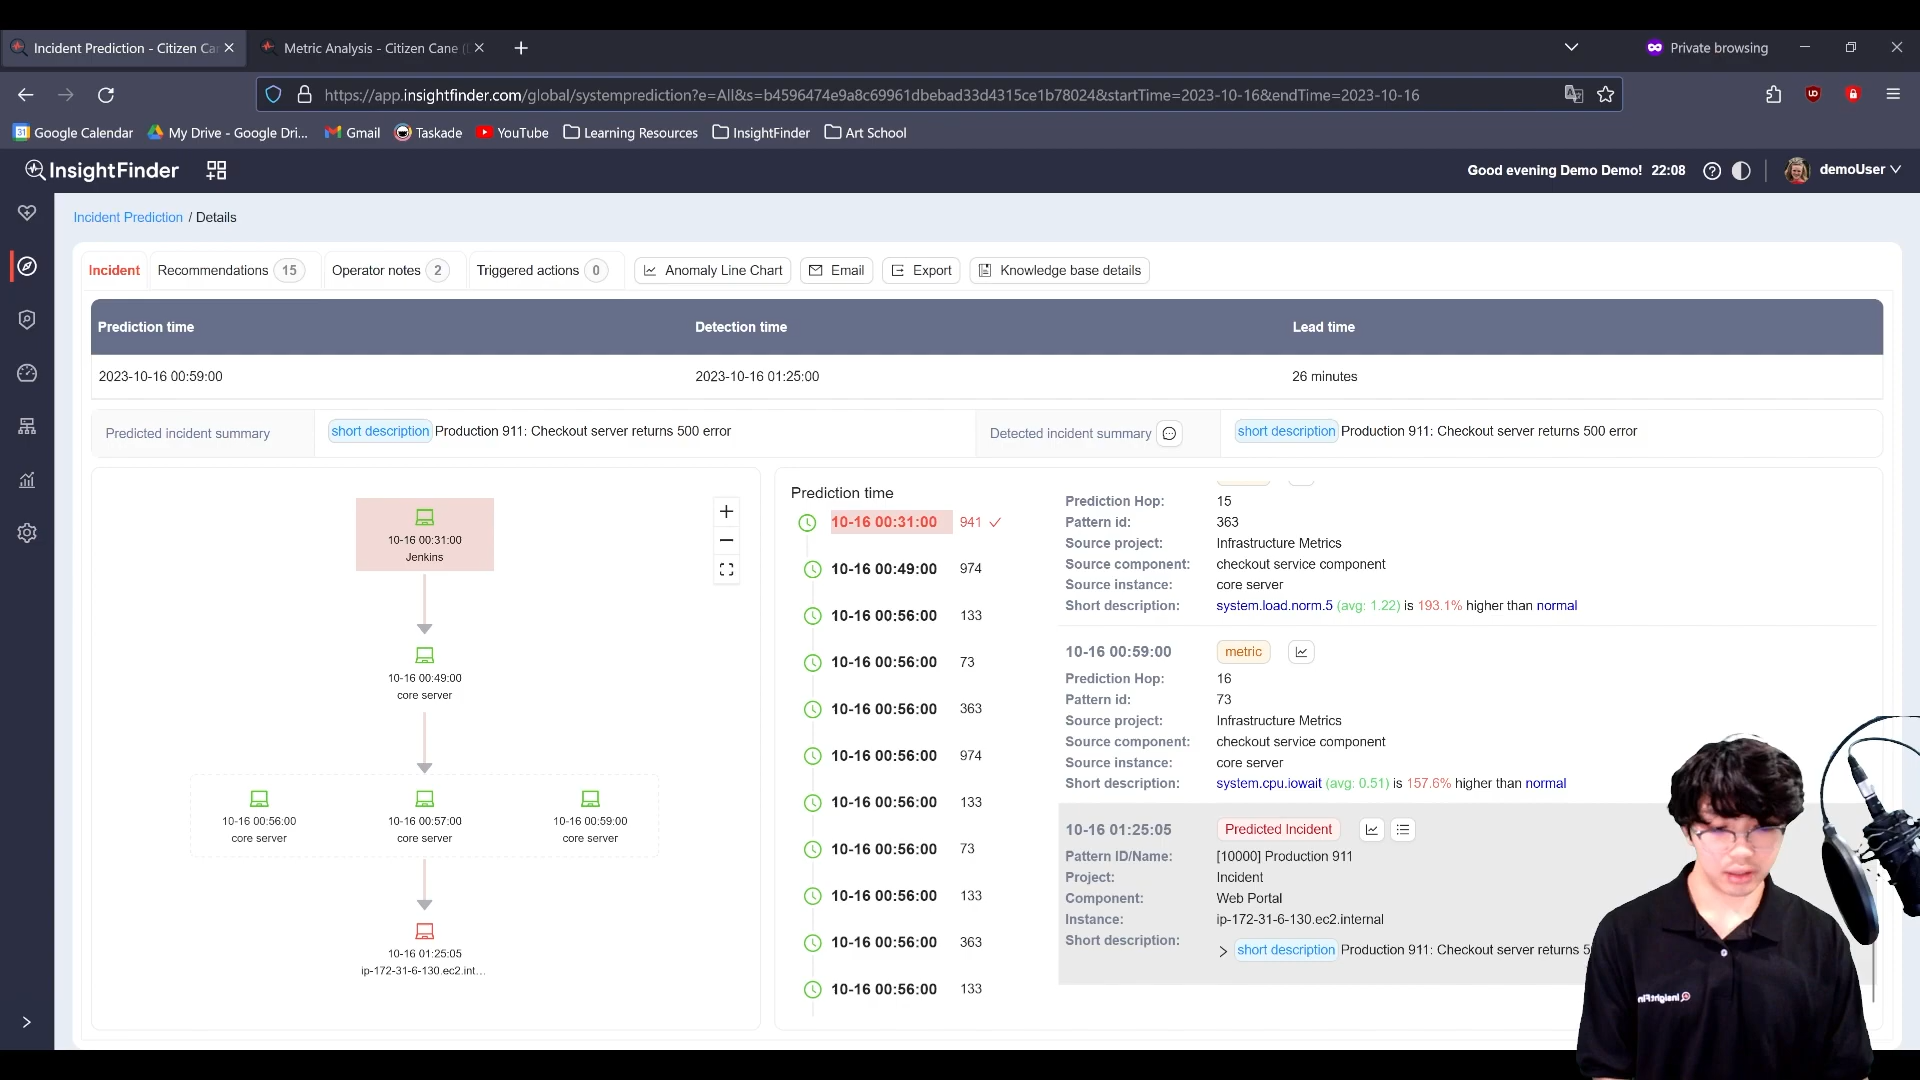 Incident Prediction - Citizen Ca
Metric Analysis - Citizen Cane (
Private browsing
https://app.insightfinder.com/global/systemprediction?e=All&s=b4596474e9a8c69961dbebad33d4315ce1b78024&startTime=2023-10-16&endTime=2023-10-16
Google Calendar
My Drive - Google Dri...
Gmail
Taskade
YouTube
Learning Resources
InsightFinder
Art School
InsightFinder
Good evening Demo Demo! 22:08
demoUser
Incident Prediction / Details
Incident
Recommendations 15
Operator notes 2
Triggered actions 0
Anomaly Line Chart
Email
Export
Knowledge base details
Prediction time
Detection time
Lead time
2023-10-16 00:59:00
2023-10-16 01:25:00
26 minutes
Predicted incident summary
short description Production 911: Checkout server returns 500 error
Detected incident summary
short description Production 911: Checkout server returns 500 error
10-16 00:31:00
Jenkins
10-16 00:49:00
core server
10-16 00:56:00
core server
10-16 00:57:00
core server
10-16 00:59:00
core server
10-16 01:25:05
ip-172-31-6-130.ec2.int...
Prediction time
10-16 00:31:00 941
10-16 00:49:00 974
10-16 00:56:00 133
10-16 00:56:00 73
10-16 00:56:00 363
10-16 00:56:00 974
10-16 00:56:00 133
10-16 00:56:00 73
10-16 00:56:00 133
10-16 00:56:00 363
10-16 00:56:00 133
Prediction Hop: 15
Pattern id: 363
Source project: Infrastructure Metrics
Source component: checkout service component
Source instance: core server
Short description: system.load.norm.5 (avg: 1.22) is 193.1% higher than normal
10-16 00:59:00 metric
Prediction Hop: 16
Pattern id: 73
Source project: Infrastructure Metrics
Source component: checkout service component
Source instance: core server
Short description: system.cpu.iowait (avg: 0.51) is 157.6% higher than normal
10-16 01:25:05 Predicted Incident
Pattern ID/Name: [10000] Production 911
Project: Incident
Component: Web Portal
Instance: ip-172-31-6-130.ec2.internal
Short description:
short description Production 911: Checkout server returns 5